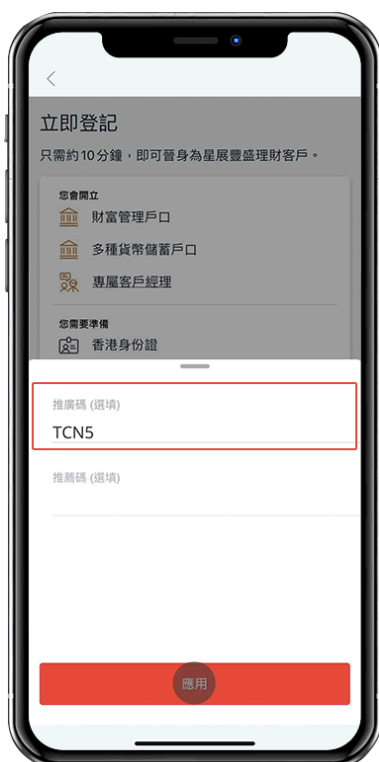 立即登記
只需約10分鐘，即可晉身為星展豐盛理財客戶。
您會開立
財富管理戶口
多種貨幣儲蓄戶口
專屬客戶經理
您需要準備
香港身份證
推廣碼 (選填)
TCN5
推薦碼 (選填)
應用